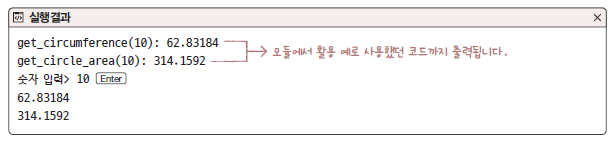 실행결과
get_circumference(10): 62.83184
get_circle_area(10): 314.1592
모듈에서 활용 예로 사용했던 코드까지 출력됩니다.
숫자 입력> 10 Enter
62.83184
314.1592